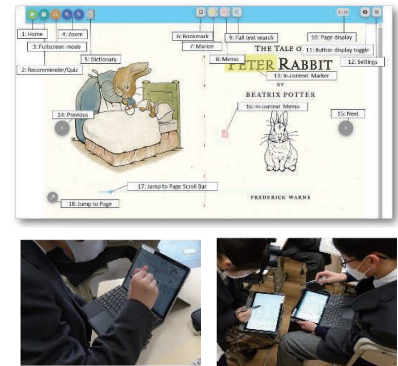 1: Home
4: Zoom
3: Fullscreen mode
5: Dictionary
2: Recommender/Quiz
6: Bookmark
9: Full text search
10: Page display
7: Marker
11: Button display toggle
8: Memo
12: Settings
THE TALE O
PETER RABBIT
13: In-context Marker
BY
BEATRIX POTTER
14: Previous
16: In-context Memo
15: Next
17: Jump to Page Scroll Bar
18: Jump to Page
FREDERICK WARNE